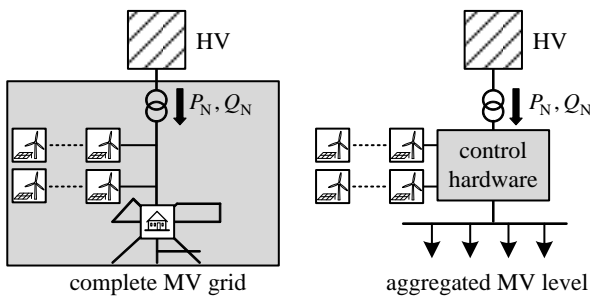 HV
P_N, Q_N
complete MV grid
HV
P_N, Q_N
control
hardware
aggregated MV level